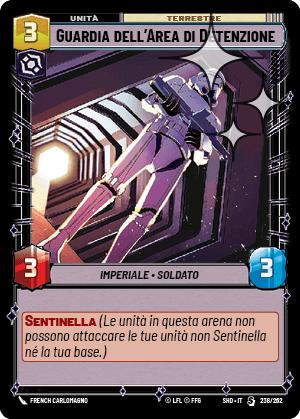 UNITÀ
TERRESTRE
3
Guardia dell'Area di Detenzione
3
3
IMPERIALE • SOLDATO
Sentinella (Le unità in questa arena non
possono attaccare le tue unità non Sentinella
né la tua base.)
FRENCH CARLOMAGNO
© LFL © FFG
SHD • IT
238/262